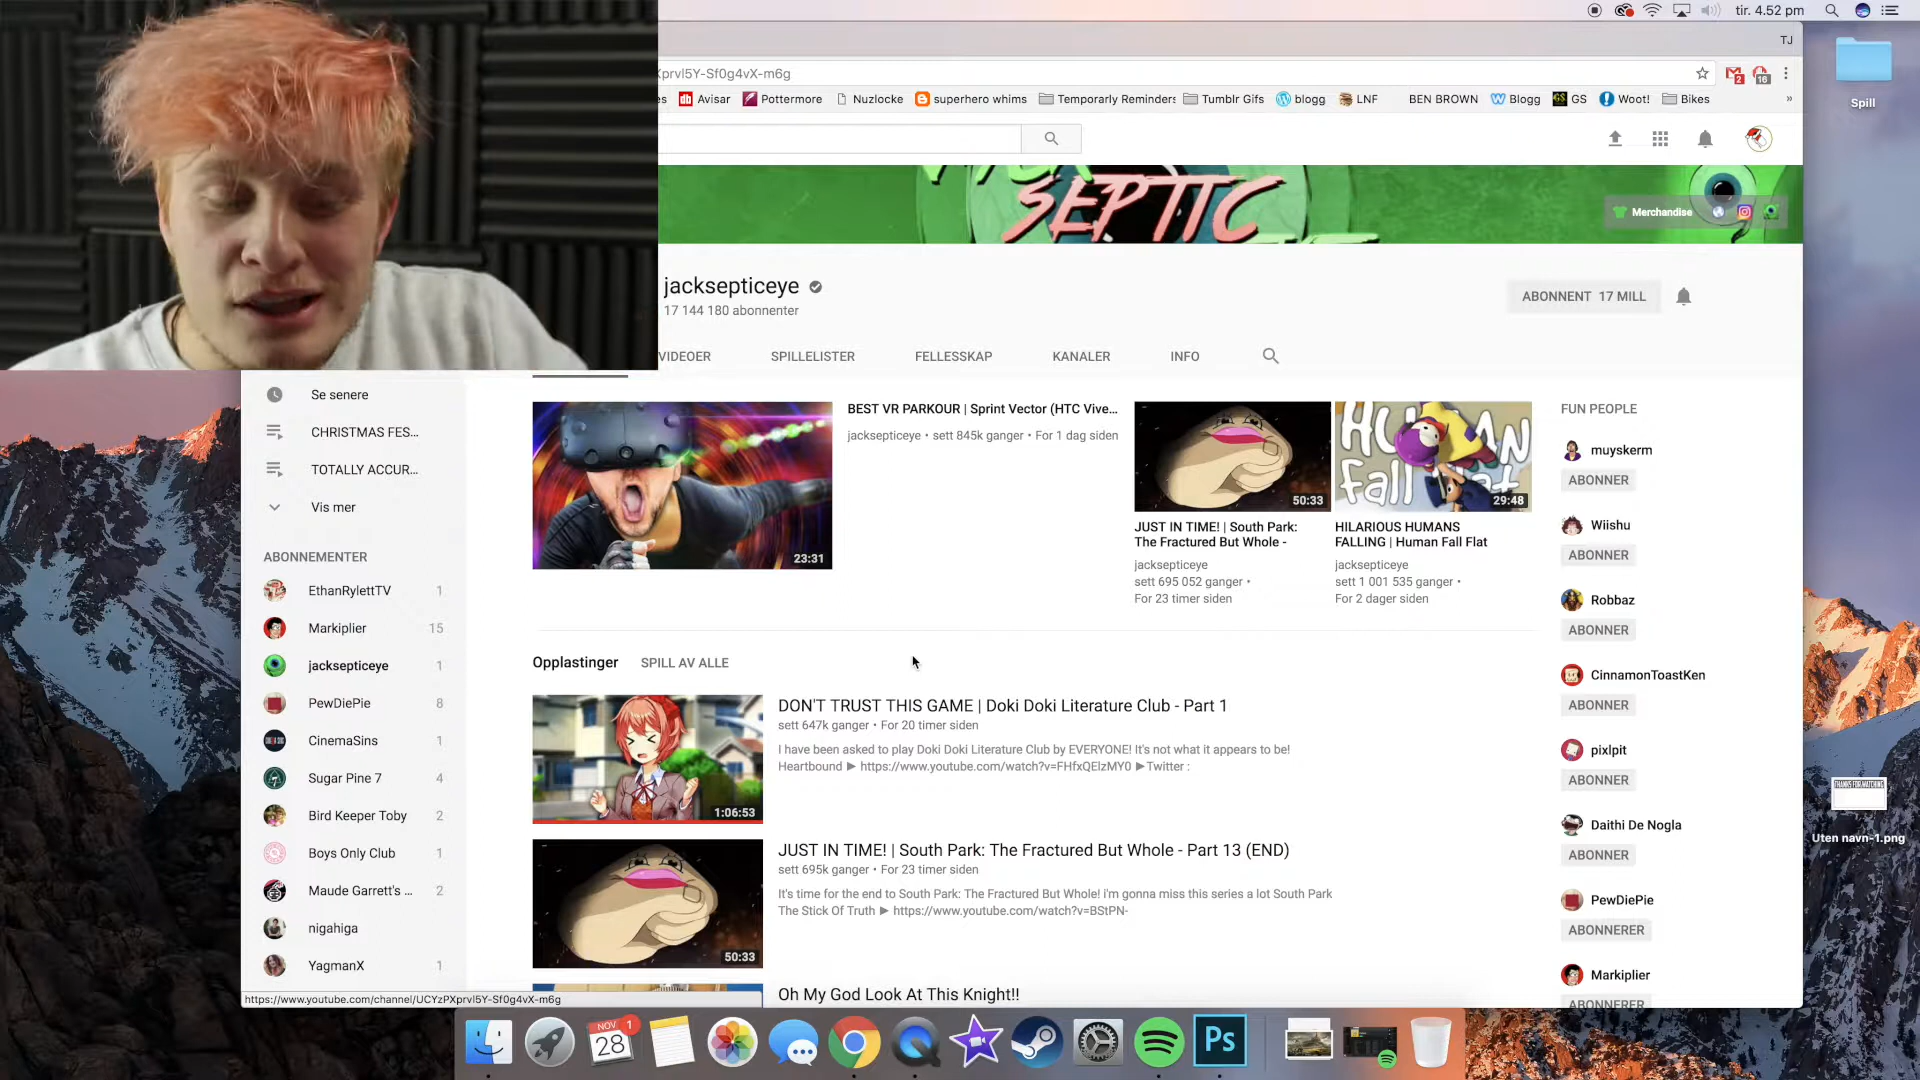 tir. 4.52 pm
TJ
Xprvl5Y-Sf0g4vX-m6g
es Avisar Pottermore Nuzlocke superhero whims Temporarly Reminders Tumblr Gifs blogg LNF BEN BROWN Blogg GS Woot! Bikes »
2
16
Spill
SEPTIC
Merchandise
jacksepticeye
17 144 180 abonnenter
ABONNENT 17 MILL
VIDEOER SPILLELISTER FELLESSKAP KANALER INFO
Se senere
CHRISTMAS FES...
TOTALLY ACCUR...
Vis mer
ABONNEMENTER
EthanRylettTV 1
Markiplier 15
jacksepticeye 1
PewDiePie 8
CinemaSins 1
Sugar Pine 7 4
Bird Keeper Toby 2
Boys Only Club 1
Maude Garrett's ... 2
nigahiga
YagmanX 1
https://www.youtube.com/channel/UCYzPXprvl5Y-Sf0g4vX-m6g
23:31
BEST VR PARKOUR | Sprint Vector (HTC Vive...
jacksepticeye • sett 845k ganger • For 1 dag siden
50:33
JUST IN TIME! | South Park:
The Fractured But Whole -
jacksepticeye
sett 695 052 ganger •
For 23 timer siden
HUMAN
fall flat
29:48
HILARIOUS HUMANS
FALLING | Human Fall Flat
jacksepticeye
sett 1 001 535 ganger •
For 2 dager siden
Opplastinger SPILL AV ALLE
1:06:53
DON'T TRUST THIS GAME | Doki Doki Literature Club - Part 1
sett 647k ganger • For 20 timer siden
I have been asked to play Doki Doki Literature Club by EVERYONE! It's not what it appears to be!
Heartbound ► https://www.youtube.com/watch?v=FHfxQElzMY0 ►Twitter :
50:33
JUST IN TIME! | South Park: The Fractured But Whole - Part 13 (END)
sett 695k ganger • For 23 timer siden
It's time for the end to South Park: The Fractured But Whole! i'm gonna miss this series a lot South Park
The Stick Of Truth ► https://www.youtube.com/watch?v=BStPN-
Oh My God Look At This Knight!!
FUN PEOPLE
muyskerm
ABONNER
Wiishu
ABONNER
Robbaz
ABONNER
CinnamonToastKen
ABONNER
pixlpit
ABONNER
Daithi De Nogla
ABONNER
PewDiePie
ABONNERER
Markiplier
ABONNERER
THANKS FOR WATCHING
Uten navn-1.png
NOV
28
1
Ps